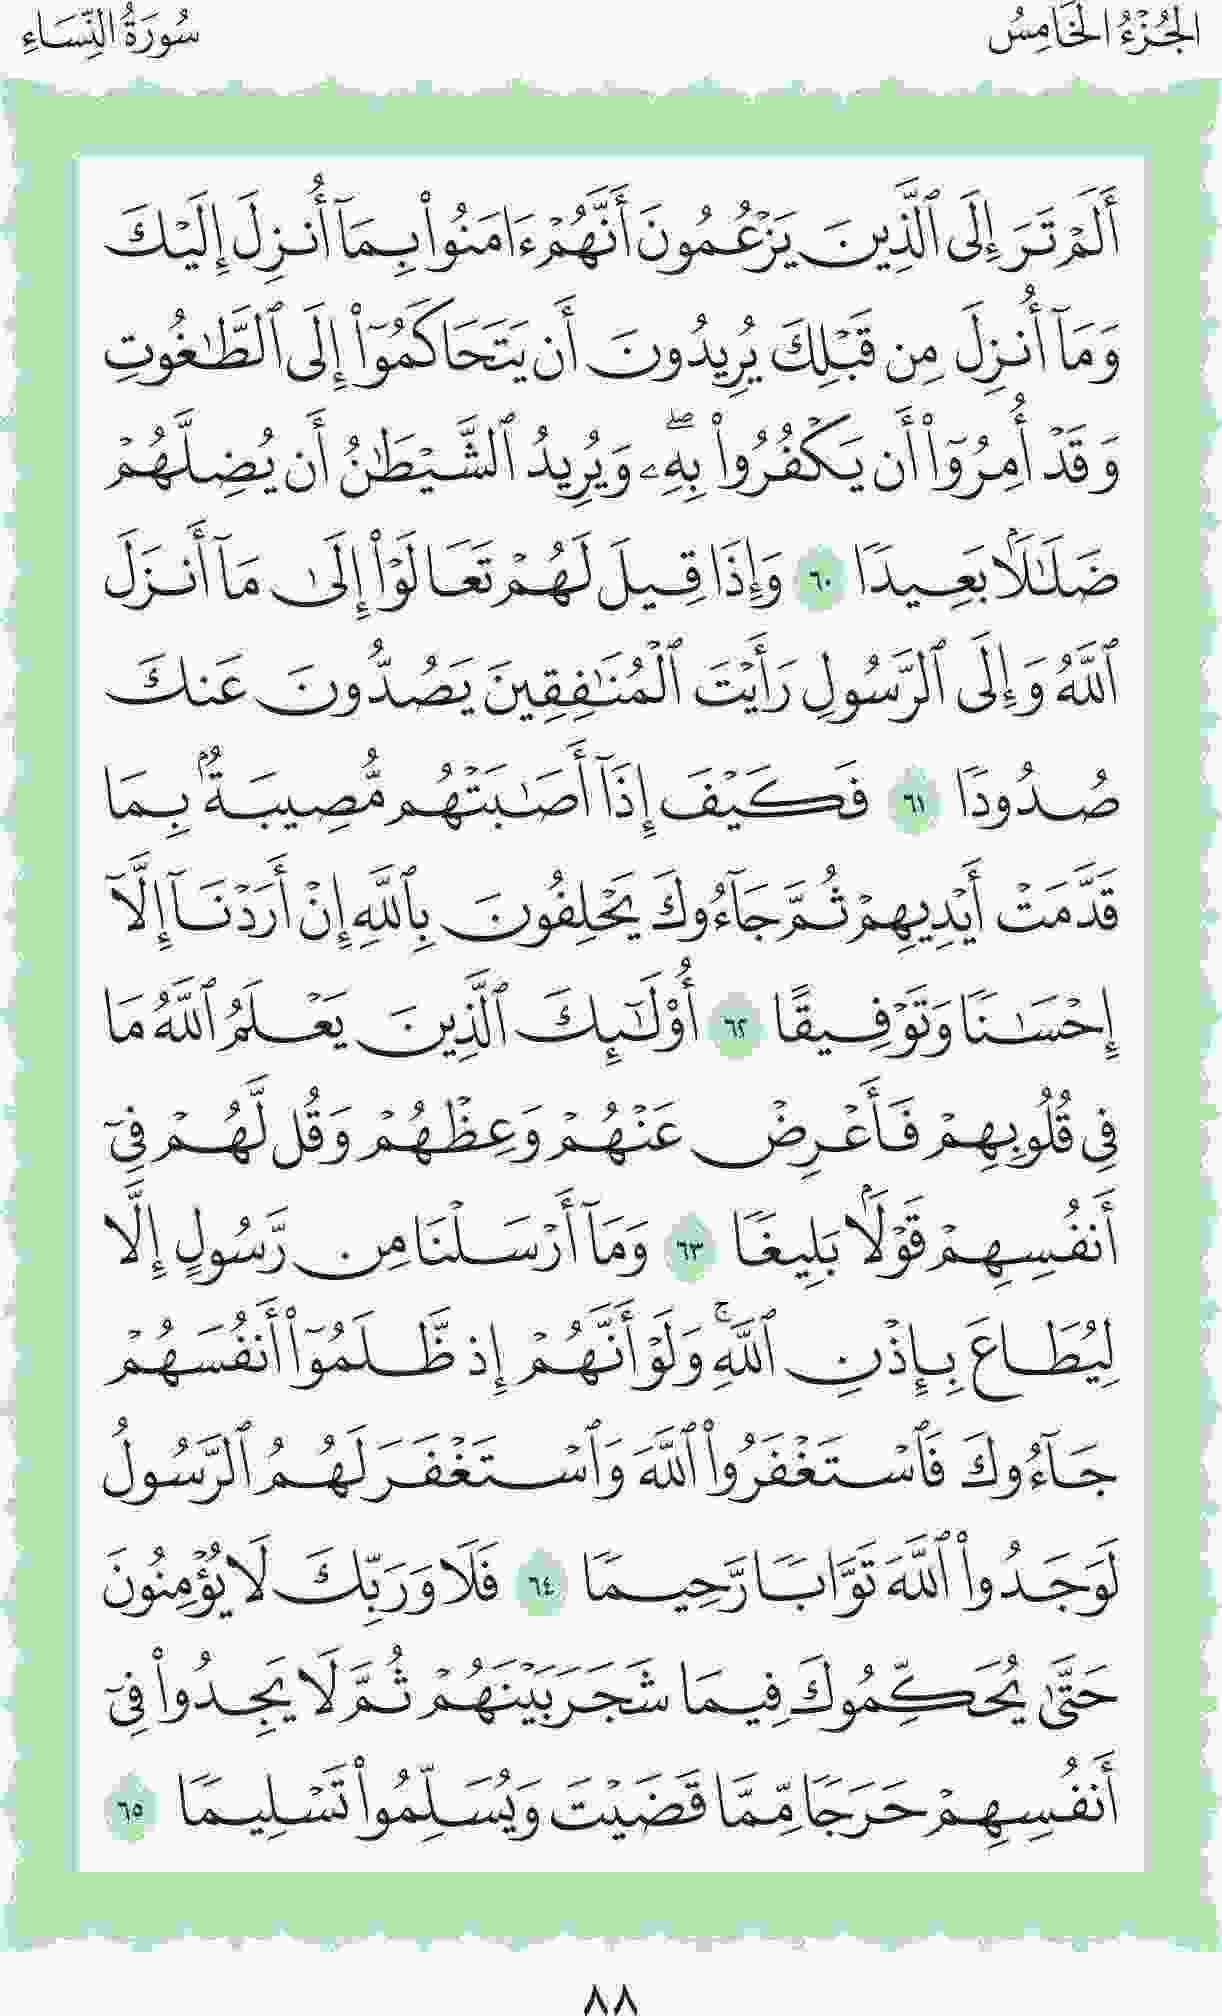 الجُزْءُ الخَامِسُ
سُورَةُ النِّسَاءِ
أَلَمْ تَرَ إِلَى ٱلَّذِينَ يَزْعُمُونَ أَنَّهُمْ ءَامَنُوا۟ بِمَآ أُنزِلَ إِلَيْكَ
وَمَآ أُنزِلَ مِن قَبْلِكَ يُرِيدُونَ أَن يَتَحَاكَمُوٓا۟ إِلَى ٱلطَّٰغُوتِ
وَقَدْ أُمِرُوٓا۟ أَن يَكْفُرُوا۟ بِهِۦۖ وَيُرِيدُ ٱلشَّيْطَٰنُ أَن يُضِلَّهُمْ
ضَلَٰلًۢا بَعِيدًا ٦٠ وَإِذَا قِيلَ لَهُمْ تَعَالَوْا۟ إِلَىٰ مَآ أَنزَلَ
ٱللَّهُ وَإِلَى ٱلرَّسُولِ رَأَيْتَ ٱلْمُنَٰفِقِينَ يَصُدُّونَ عَنكَ
صُدُودًا ٦١ فَكَيْفَ إِذَآ أَصَٰبَتْهُم مُّصِيبَةٌۢ بِمَا
قَدَّمَتْ أَيْدِيهِمْ ثُمَّ جَآءُوكَ يَحْلِفُونَ بِٱللَّهِ إِنْ أَرَدْنَآ إِلَّآ
إِحْسَٰنًا وَتَوْفِيقًا ٦٢ أُو۟لَٰٓئِكَ ٱلَّذِينَ يَعْلَمُ ٱللَّهُ مَا
فِى قُلُوبِهِمْ فَأَعْرِضْ عَنْهُمْ وَعِظْهُمْ وَقُل لَّهُمْ فِىٓ
أَنفُسِهِمْ قَوْلًۢا بَلِيغًا ٦٣ وَمَآ أَرْسَلْنَا مِن رَّسُولٍ إِلَّا
لِيُطَاعَ بِإِذْنِ ٱللَّهِۚ وَلَوْ أَنَّهُمْ إِذ ظَّلَمُوٓا۟ أَنفُسَهُمْ
جَآءُوكَ فَٱسْتَغْفَرُوا۟ ٱللَّهَ وَٱسْتَغْفَرَ لَهُمُ ٱلرَّسُولُ
لَوَجَدُوا۟ ٱللَّهَ تَوَّابًا رَّحِيمًا ٦٤ فَلَا وَرَبِّكَ لَا يُؤْمِنُونَ
حَتَّىٰ يُحَكِّمُوكَ فِيمَا شَجَرَ بَيْنَهُمْ ثُمَّ لَا يَجِدُوا۟ فِىٓ
أَنفُسِهِمْ حَرَجًا مِّمَّا قَضَيْتَ وَيُسَلِّمُوا۟ تَسْلِيمًا ٦٥
٨٨